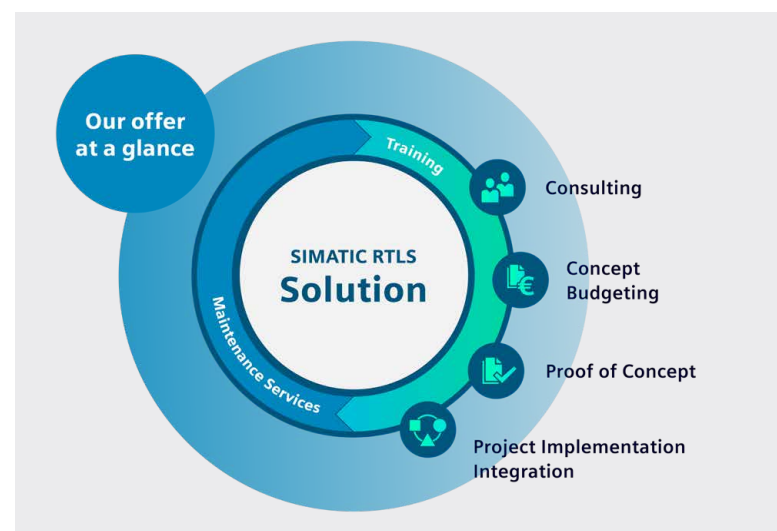 Our offer
at a glance
Training
Consulting
SIMATIC RTLS
Solution
Concept
Budgeting
Maintenance Services
Proof of Concept
Project Implementation
Integration